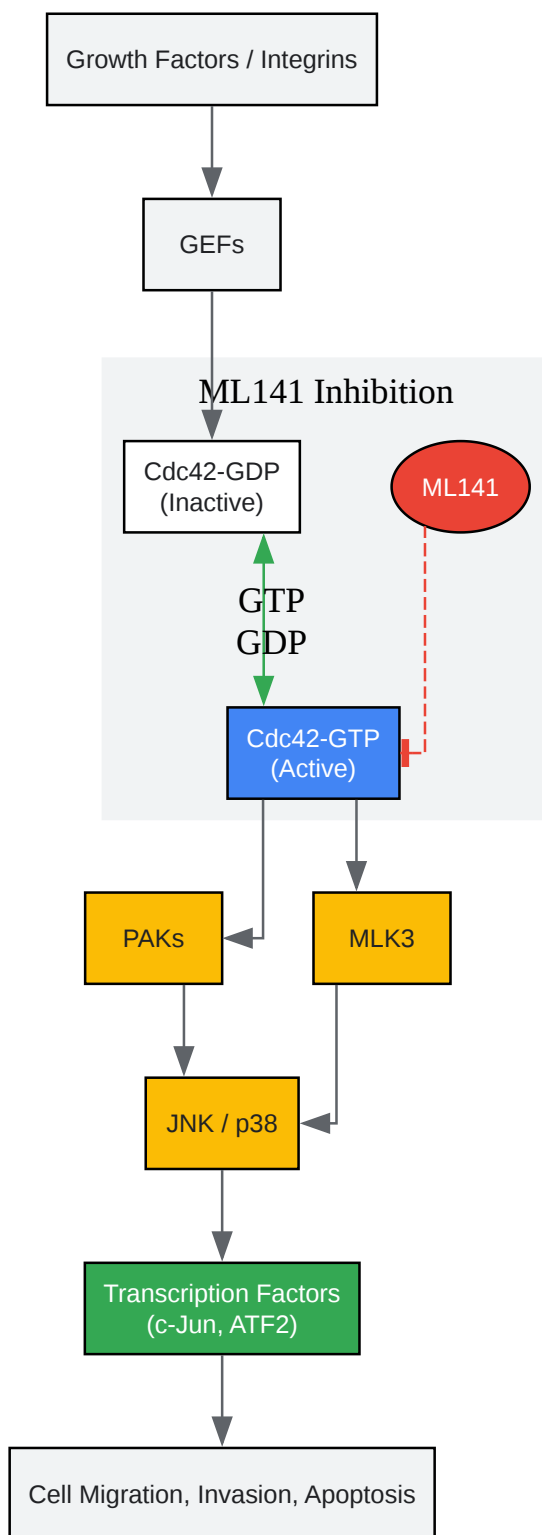 Growth Factors / Integrins
GEFs
ML141 Inhibition
Cdc42-GDP
(Inactive)
ML141
GTP
GDP
Cdc42-GTP
(Active)
PAKs
MLK3
JNK / p38
Transcription Factors
(c-Jun, ATF2)
Cell Migration, Invasion, Apoptosis